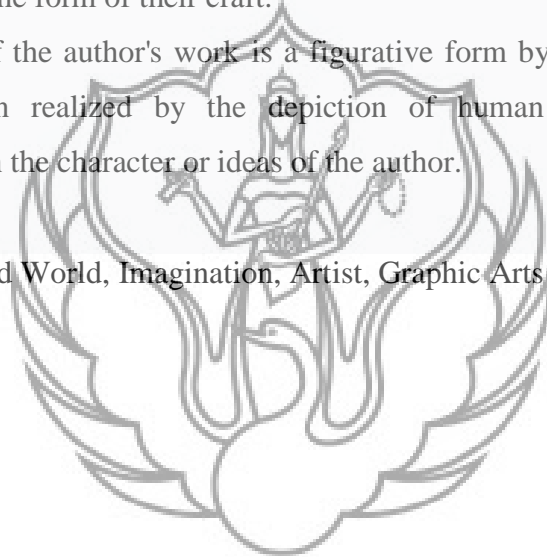 the form of their craft.
f the author's work is a figurative form by
n realized by the depiction of human
n the character or ideas of the author.
d World, Imagination, Artist, Graphic Arts